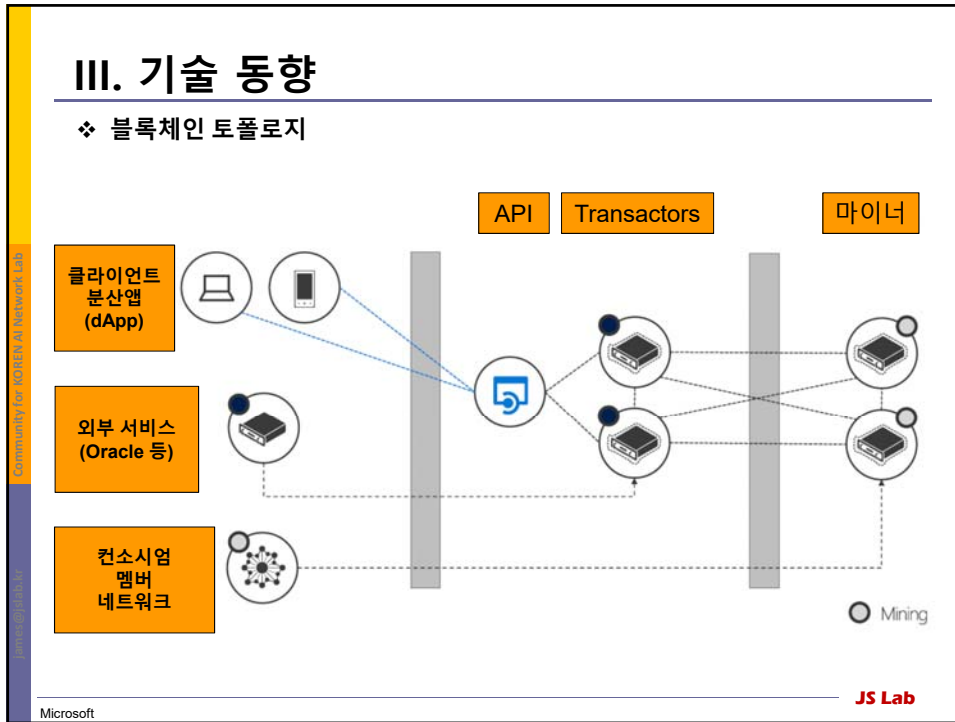 III. 기술 동향
❖ 블록체인 토폴로지
API
Transactors
마이너
클라이언트
분산앱
(dApp)
외부 서비스
(Oracle 등)
컨소시엄
멤버
네트워크
Mining
Community for KOREN AI Network Lab
james@jslab.kr
JS Lab
Microsoft